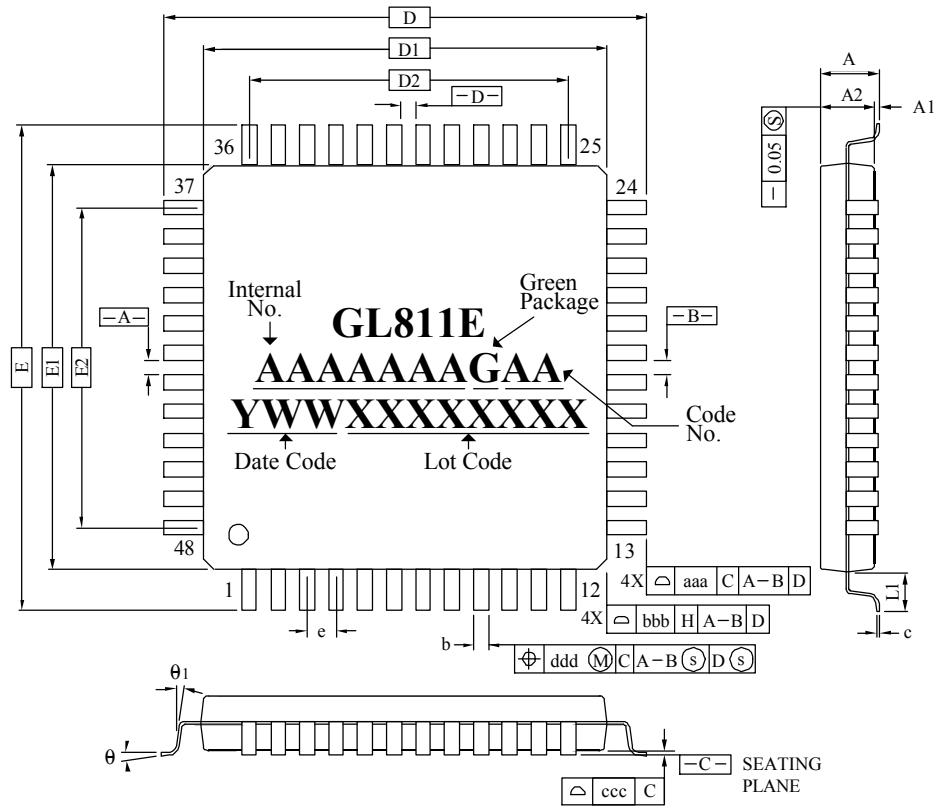 D
D1
D2
−D−
A
A2
A1
− 0.05 Ⓢ
36
25
37
24
Internal
No.
Green
Package
GL811E
−A−
−B−
AAAAAAAGAA
YWWXXXXXXXX
Code
No.
Date Code
Lot Code
E
E1
E2
48
13
1
12
4X ⌓ aaa C A−B D
4X ⌓ bbb H A−B D
e
b
⌖ ddd Ⓜ C A−B ⓢ D ⓢ
L1
c
θ1
θ
−C−
SEATING
PLANE
⌓ ccc C